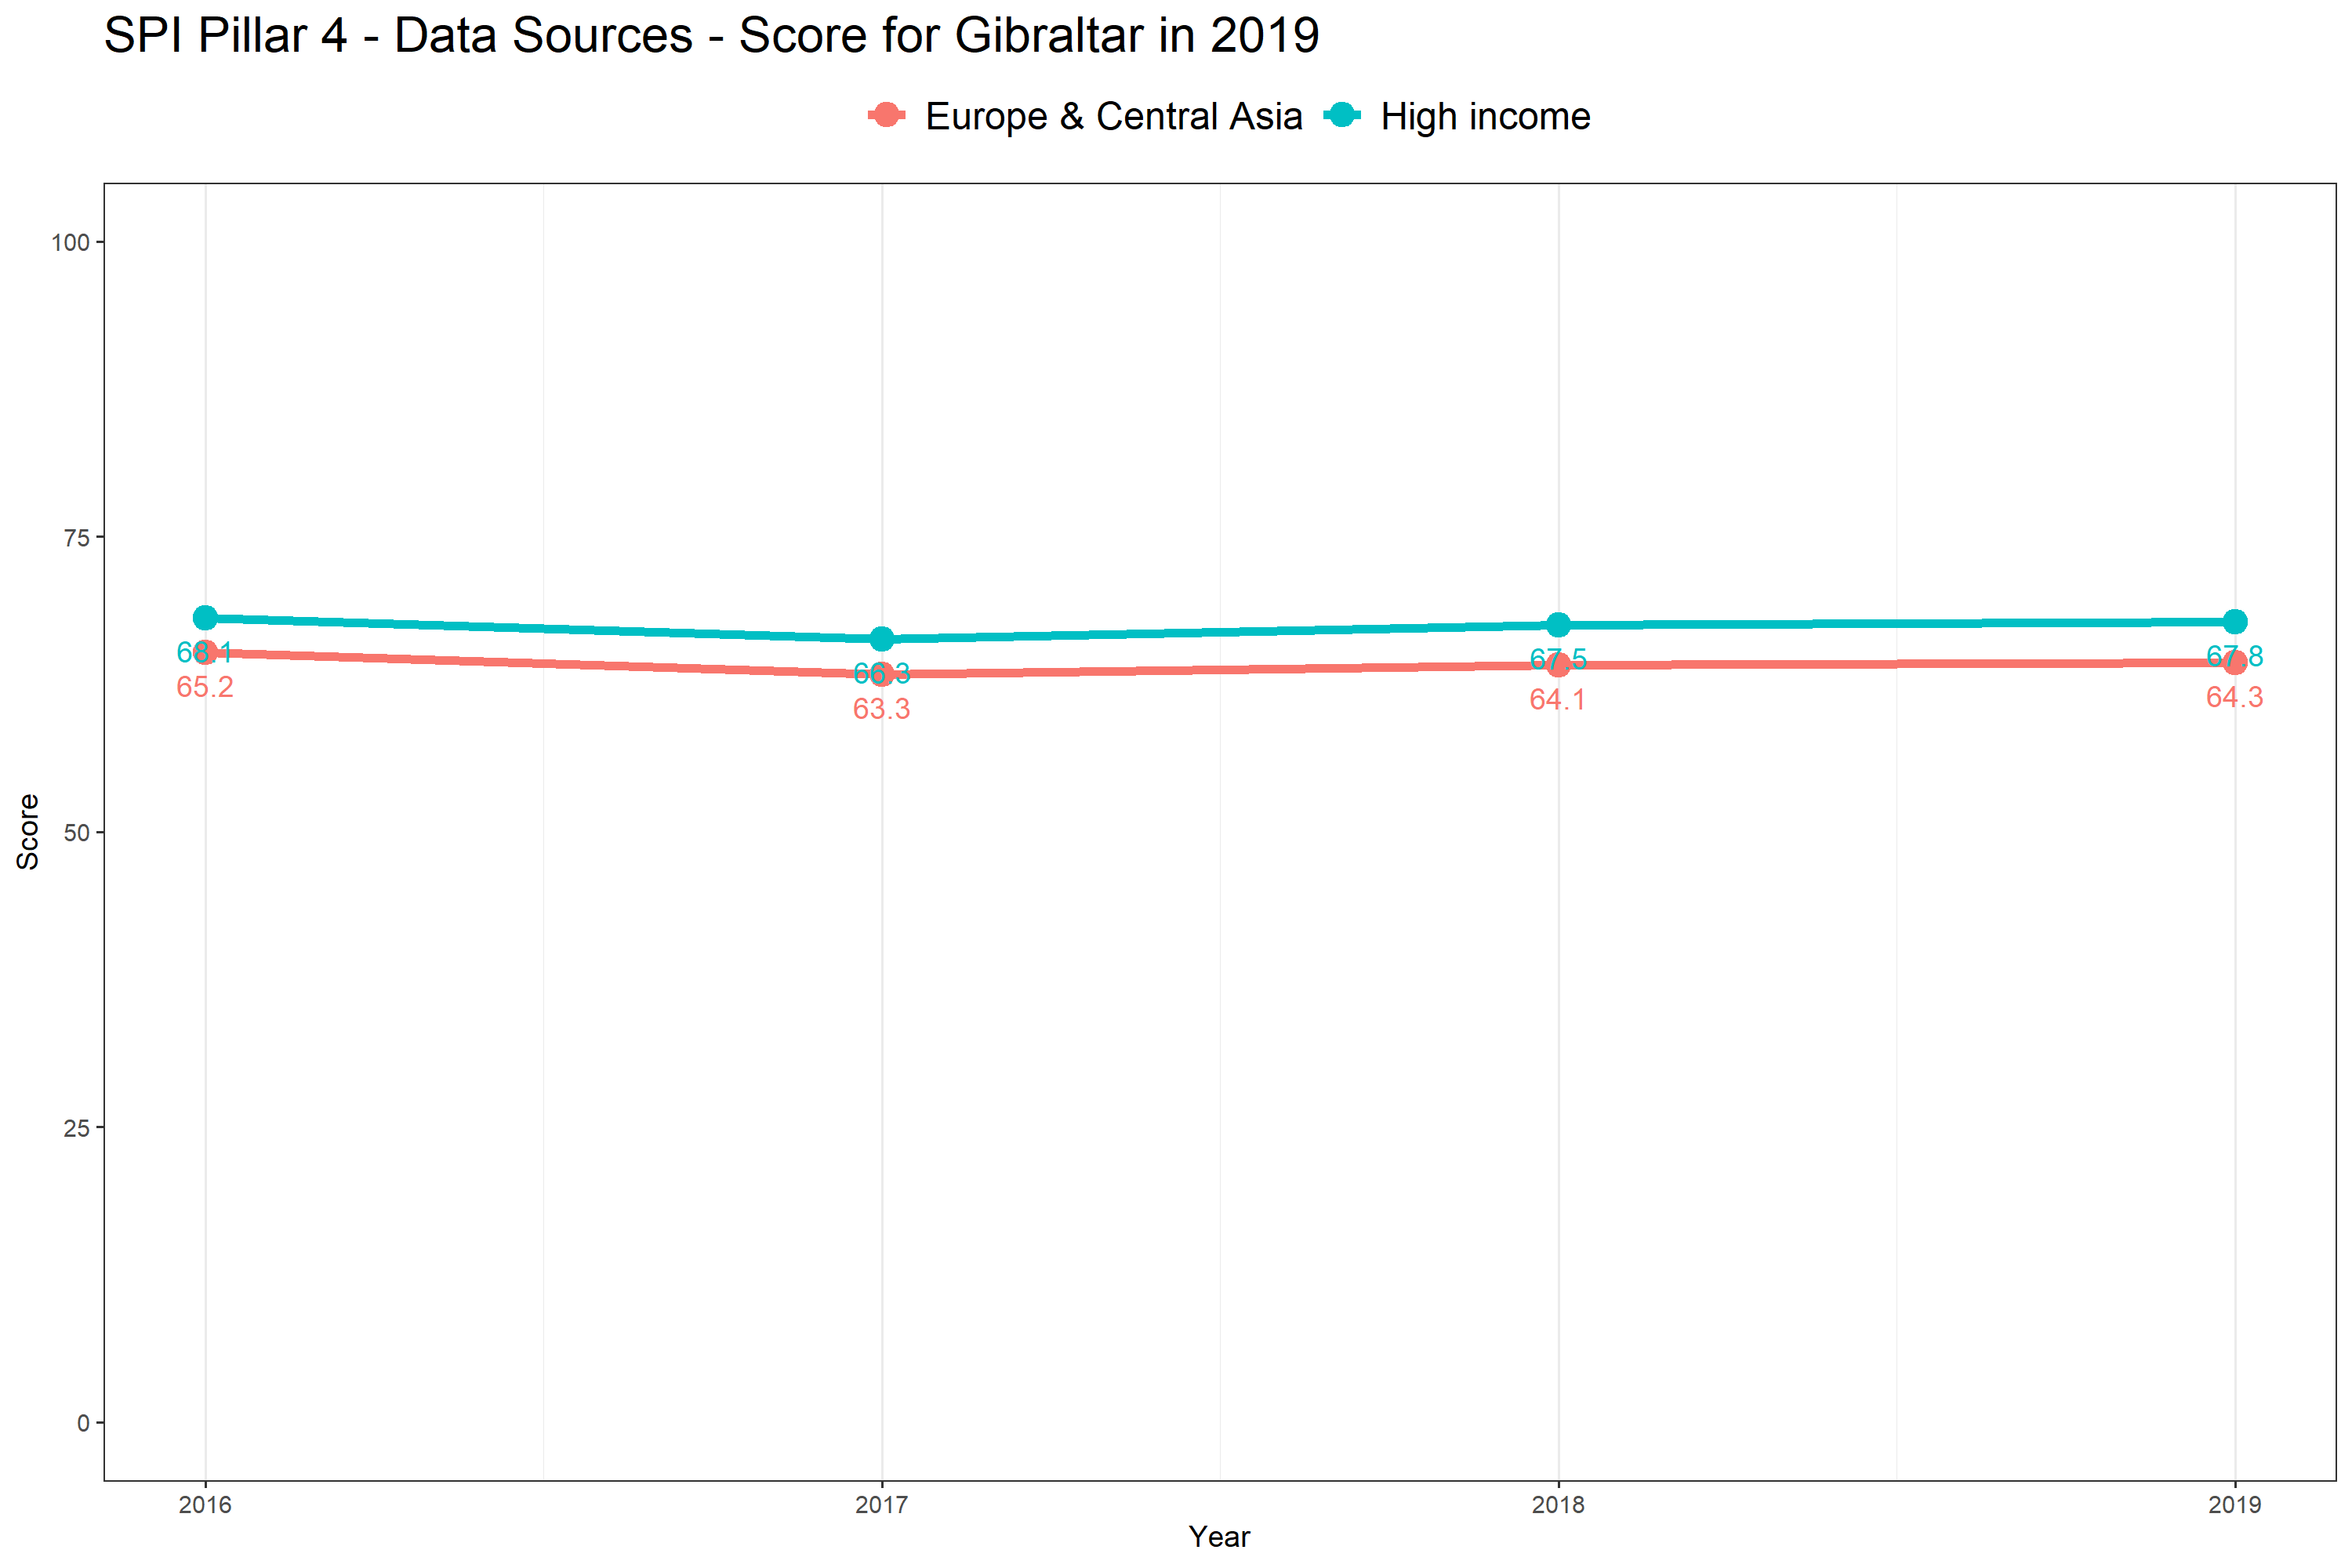 SPI Pillar 4 - Data Sources - Score for Gibraltar in 2019
Europe & Central Asia High income
100
75
50
25
0
Score
68.1
65.2
66.3
63.3
67.5
64.1
67.8
64.3
2016 2017 2018 2019
Year